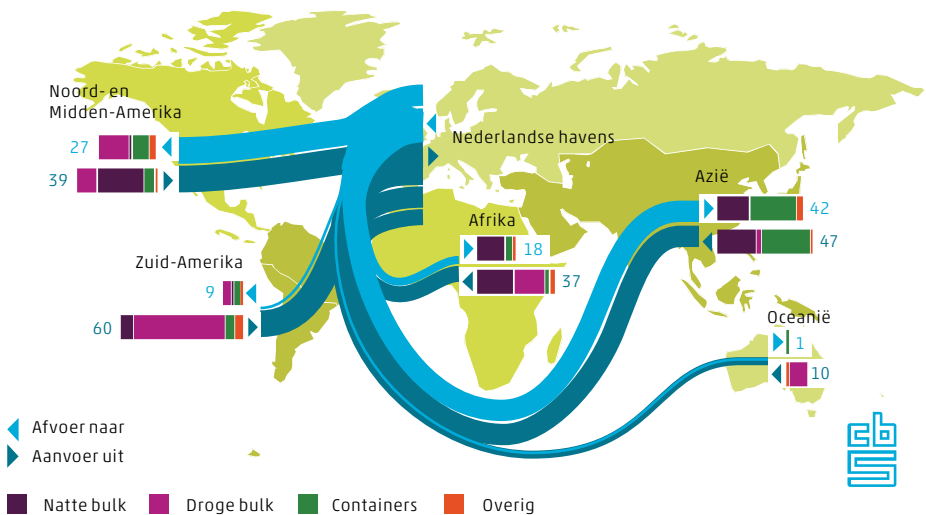 Noord- en
Midden-Amerika
27
39
Nederlandse havens
Azië
42
47
Afrika
18
37
Zuid-Amerika
9
60
Oceanië
1
10
Afvoer naar
Aanvoer uit
cbs
Natte bulk Droge bulk Containers Overig